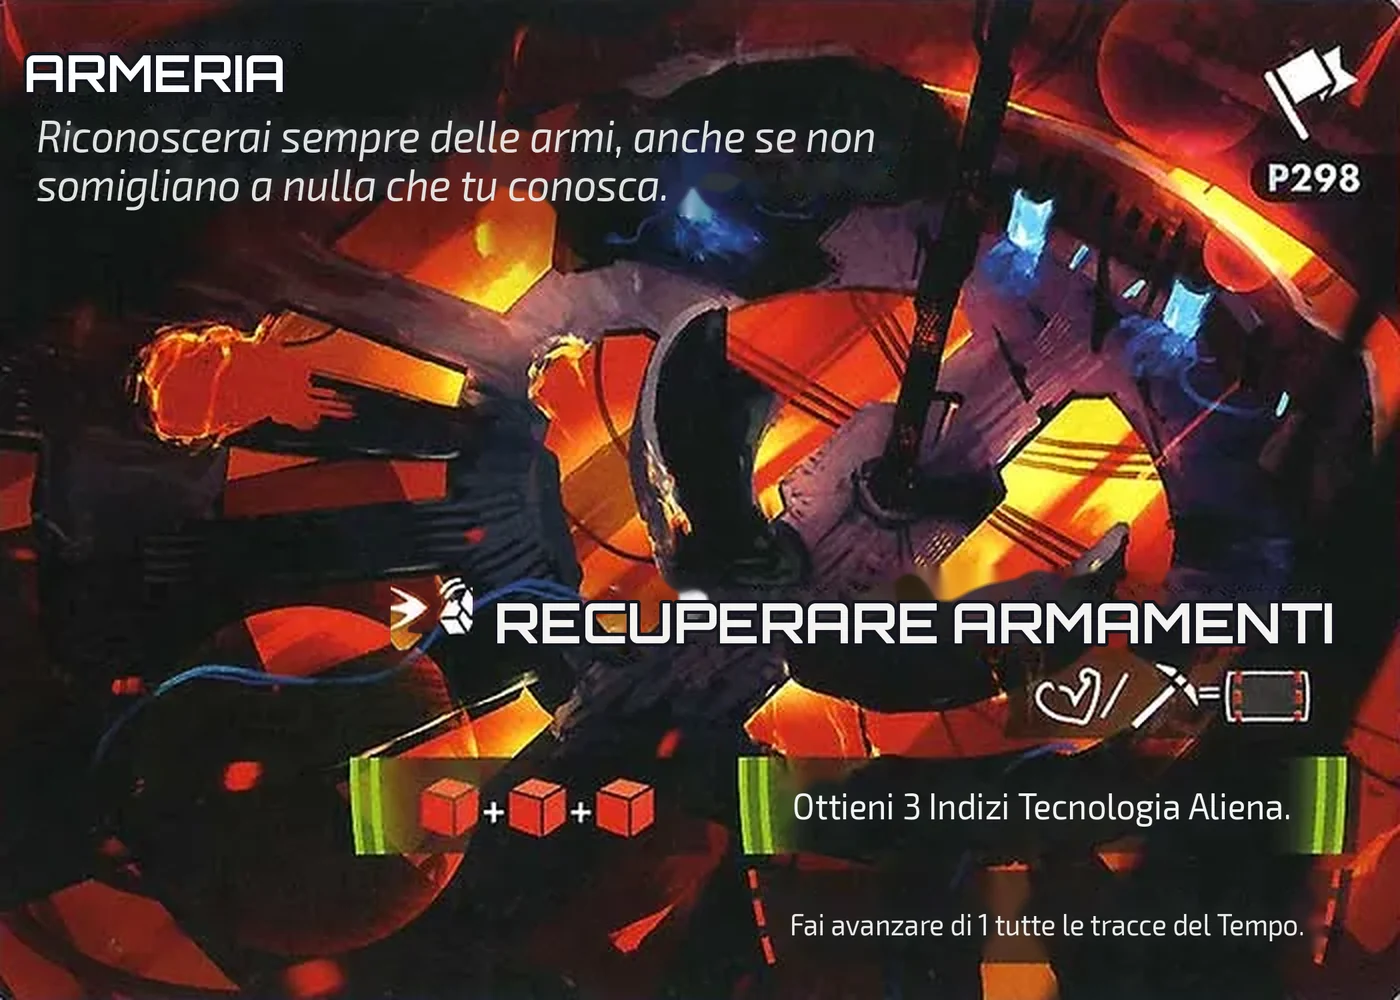 ARMERIA
Riconoscerai sempre delle armi, anche se non
somigliano a nulla che tu conosca.
P298
RECUPERARE ARMAMENTI
/ =
+ +
Ottieni 3 Indizi Tecnologia Aliena.
Fai avanzare di 1 tutte le tracce del Tempo.